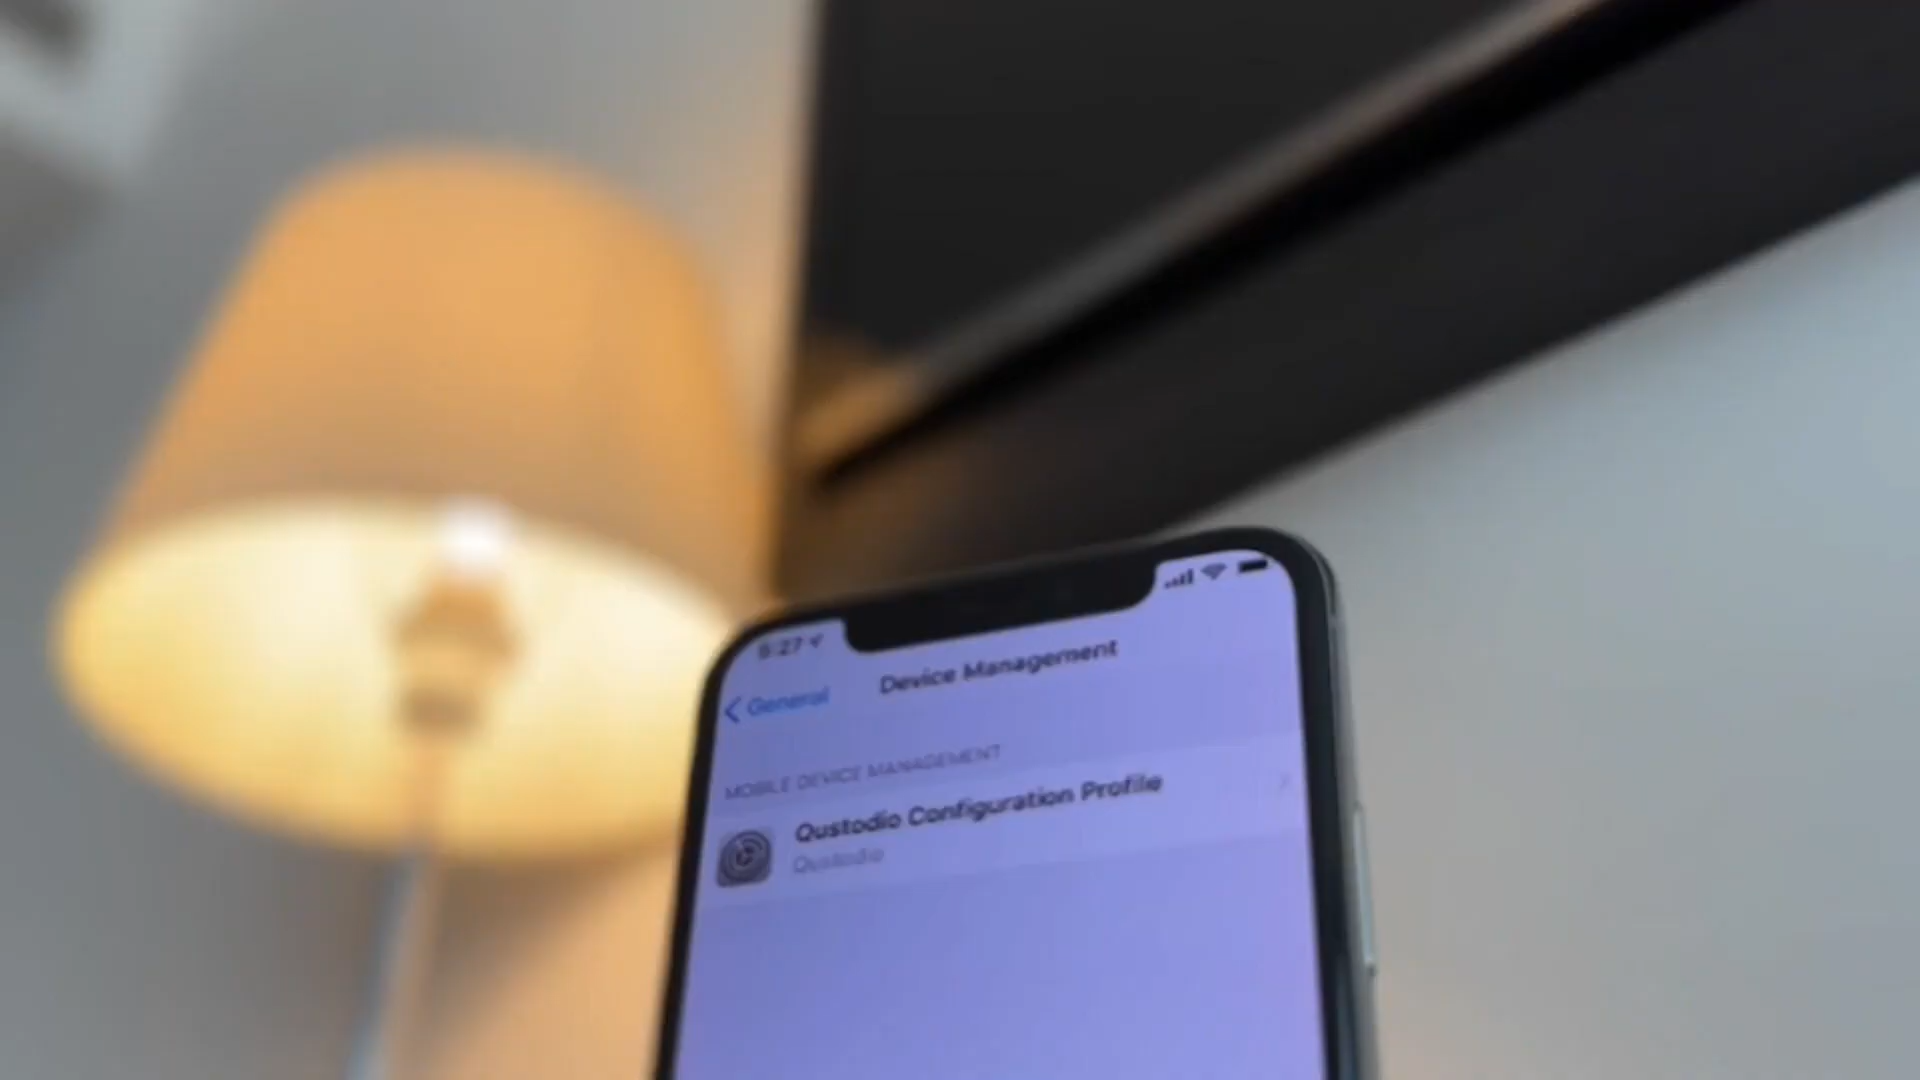 5:27
Device Management
General
MOBILE DEVICE MANAGEMENT
Qustodio Configuration Profile
Qustodio